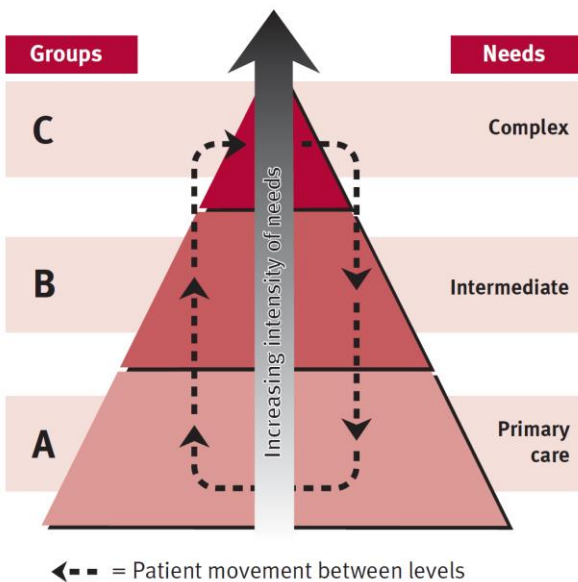 Groups
Needs
C
Complex
B
Intermediate
A
Primary
care
Increasing intensity of needs
= Patient movement between levels